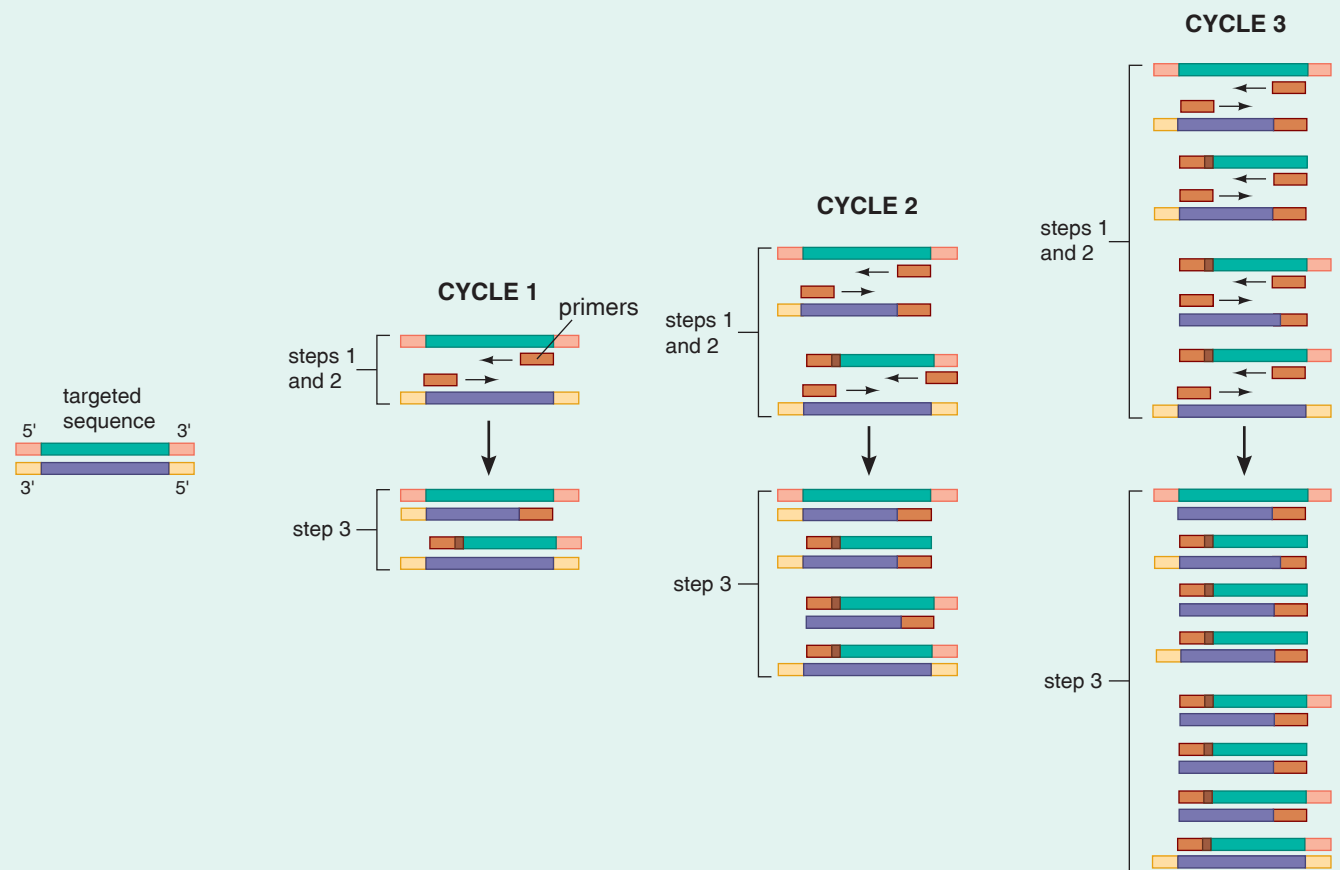 targeted
sequence
5'
3'
3'
5'
CYCLE 1
primers
steps 1
and 2
step 3
CYCLE 2
steps 1
and 2
step 3
CYCLE 3
steps 1
and 2
step 3